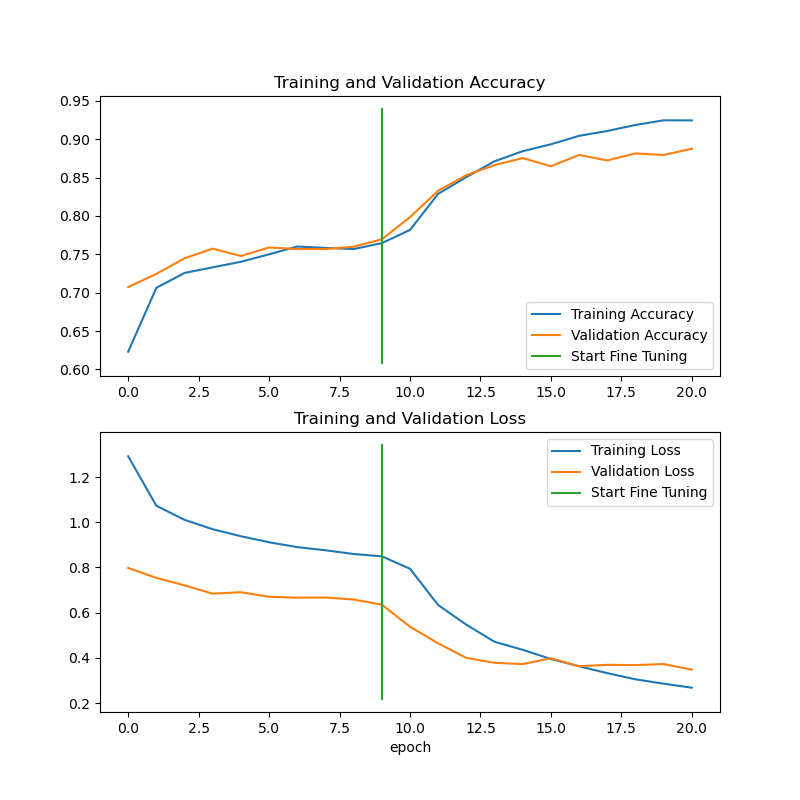 Training and Validation Accuracy
0.95
0.90
0.85
0.80
0.75
0.70
0.65
0.60
Training Accuracy
Validation Accuracy
Start Fine Tuning
0.0 2.5 5.0 7.5 10.0 12.5 15.0 17.5 20.0
Training and Validation Loss
1.2
1.0
0.8
0.6
0.4
0.2
Training Loss
Validation Loss
Start Fine Tuning
0.0 2.5 5.0 7.5 10.0 12.5 15.0 17.5 20.0
epoch